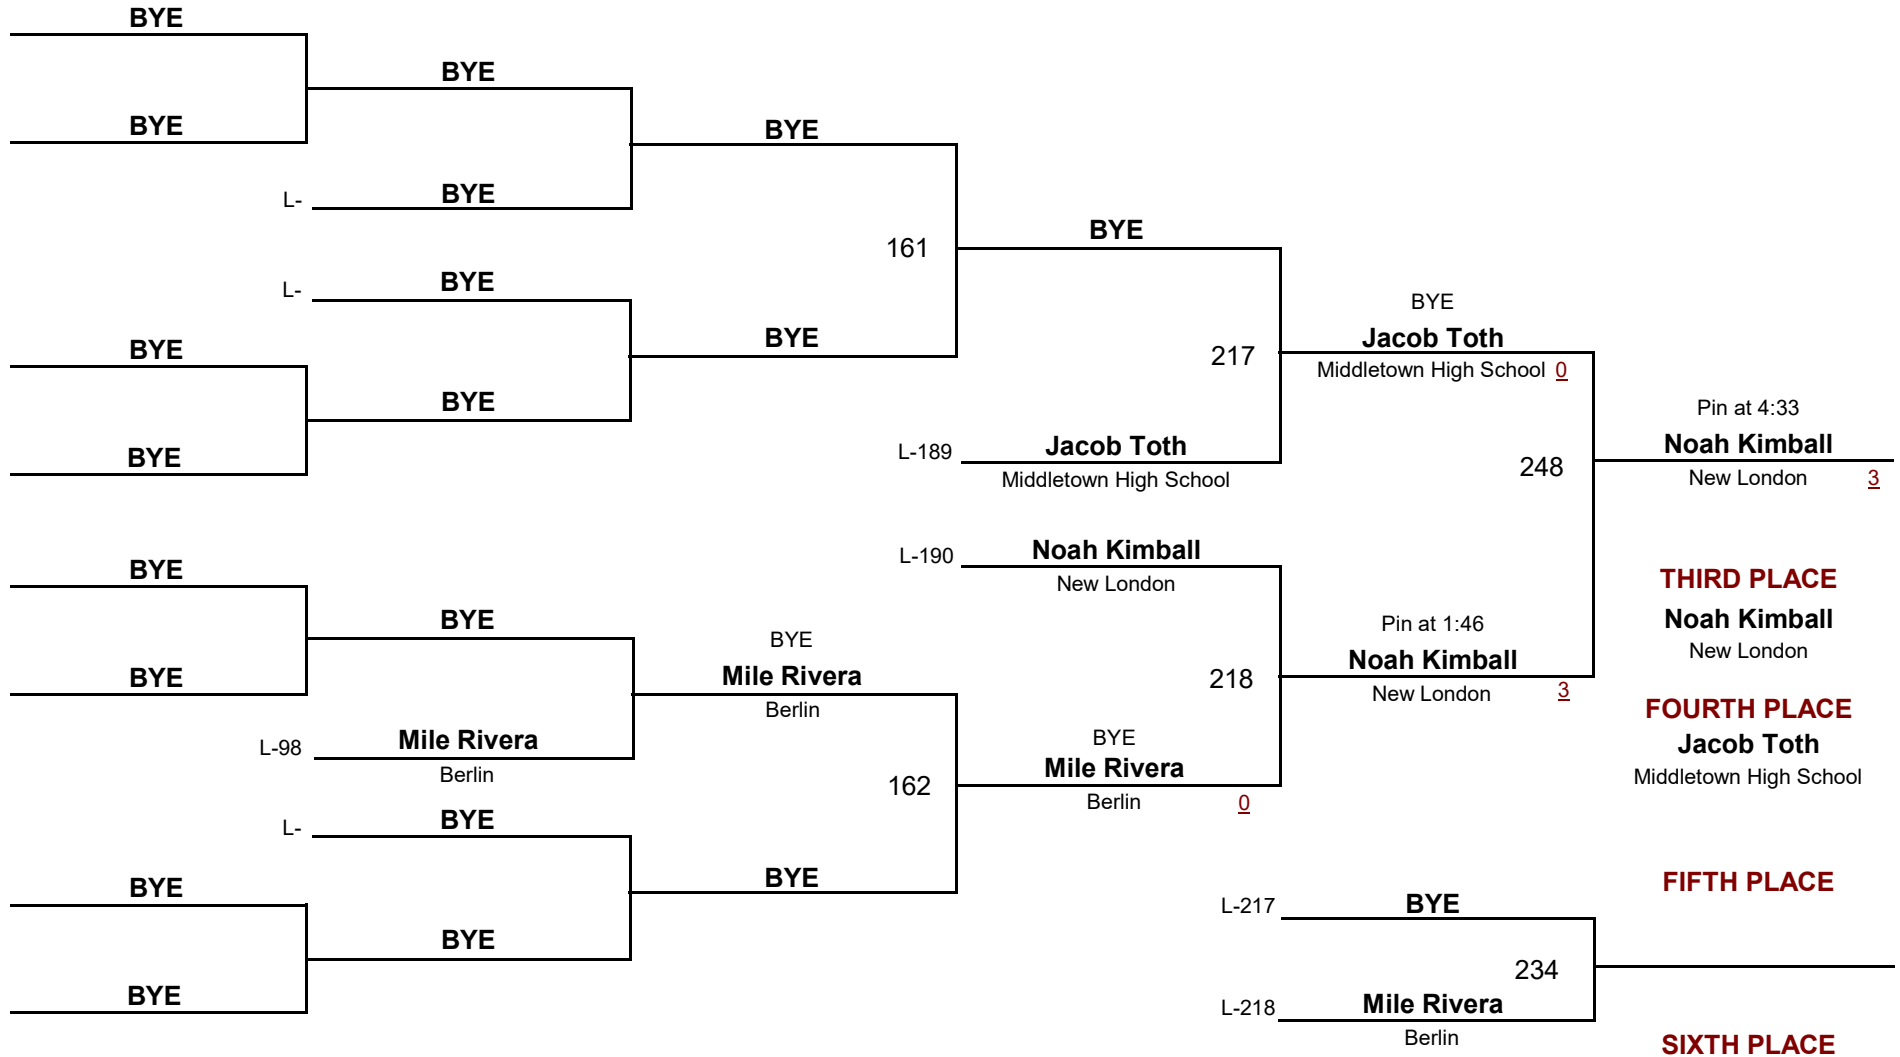 BYE
BYE
BYE
BYE
BYE
L-
BYE
161
BYE
L-
BYE
BYE
BYE
BYE
BYE
BYE
217
BYE
Jacob Toth
Middletown High School 0
L-189
Jacob Toth
Middletown High School
248
Pin at 4:33
Noah Kimball
New London 3
L-190
Noah Kimball
New London
THIRD PLACE
Noah Kimball
New London
FOURTH PLACE
Jacob Toth
Middletown High School
BYE
BYE
BYE
BYE
Mile Rivera
Berlin
L-98
Mile Rivera
Berlin
218
Pin at 1:46
Noah Kimball
New London 3
162
BYE
Mile Rivera
Berlin 0
L-
BYE
BYE
BYE
BYE
BYE
FIFTH PLACE
L-217
BYE
234
L-218
Mile Rivera
Berlin
SIXTH PLACE